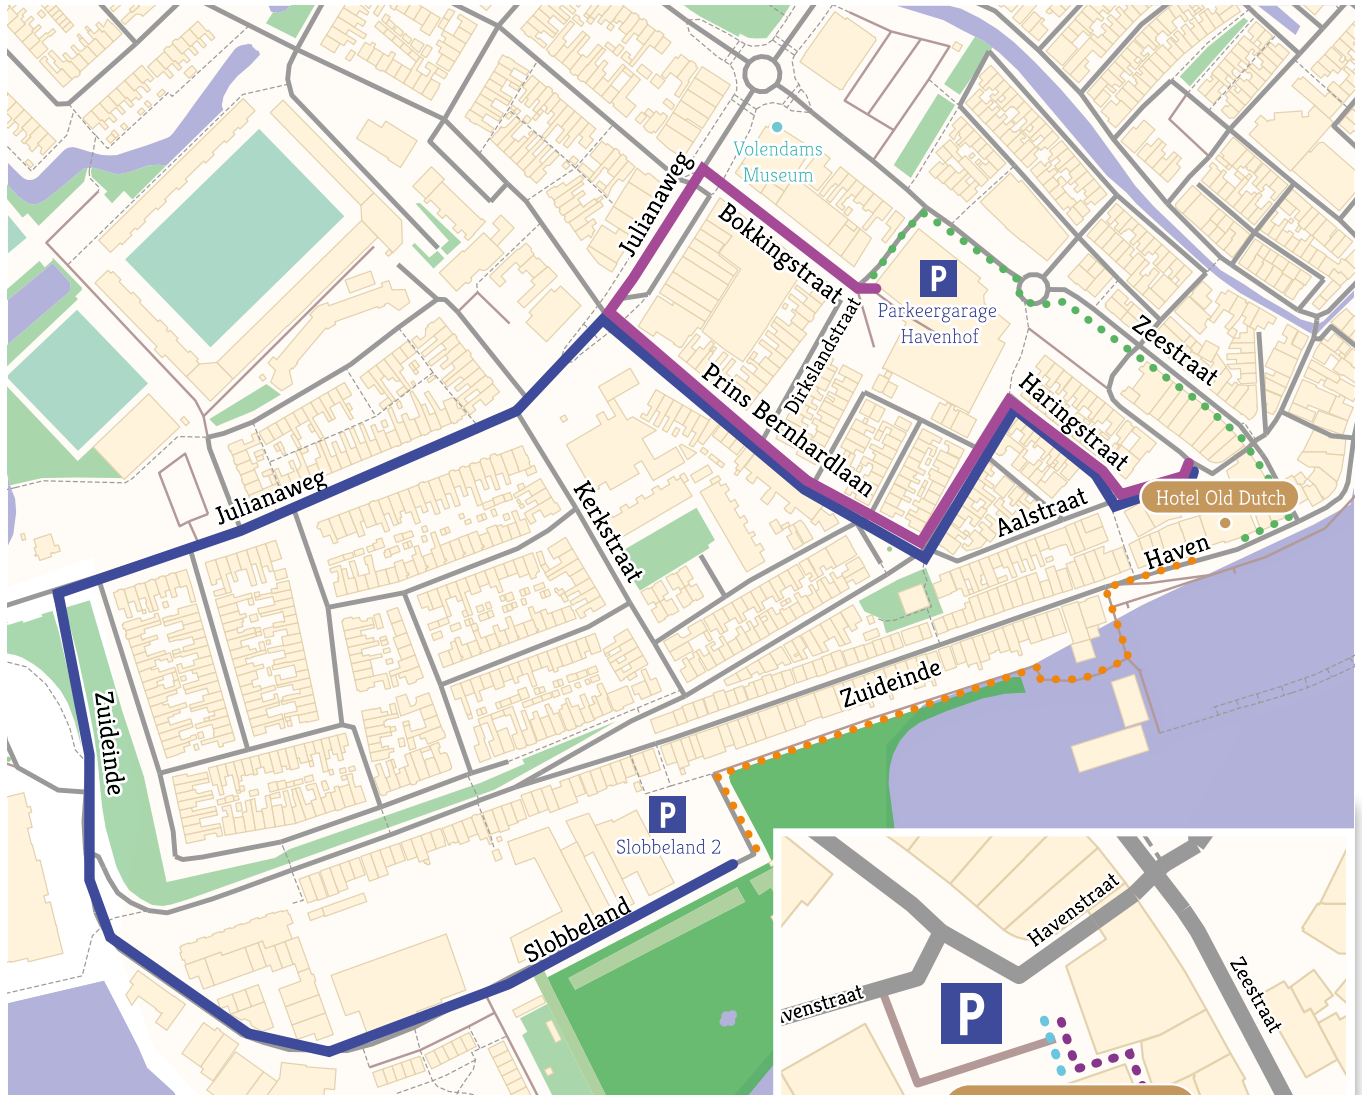 Volendams
Museum
Julianaweg
Bokkingstraat
P
Parkeergarage
Havenhof
Dirkslandstraat
Zeestraat
Prins Bernhardlaan
Haringstraat
Julianaweg
Kerkstraat
Aalstraat
Hotel Old Dutch
Haven
Zuideinde
Zuideinde
P
Slobbeland 2
Slobbeland
Havenstraat
Zeestraat
venstraat
P